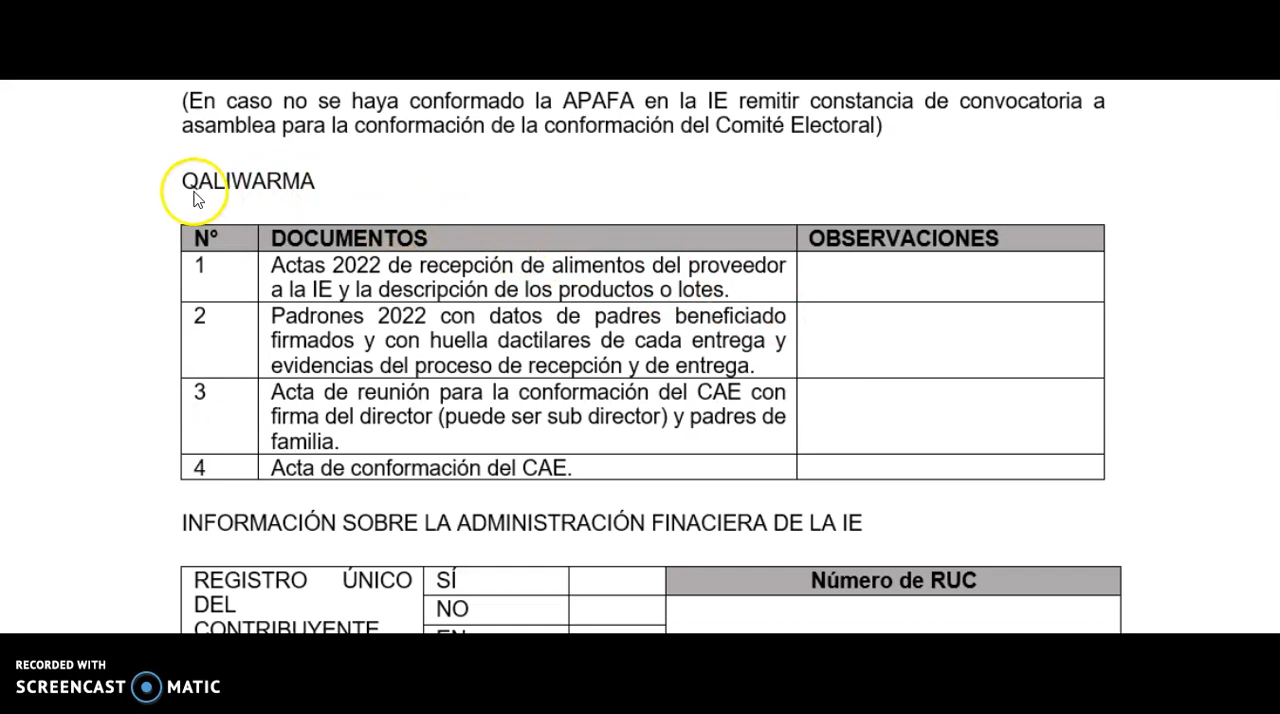 (En caso no se haya conformado la APAFA en la IE remitir constancia de convocatoria a
asamblea para la conformación de la conformación del Comité Electoral)
QALIWARMA
Nº DOCUMENTOS OBSERVACIONES
1 Actas 2022 de recepción de alimentos del proveedor
a la IE y la descripción de los productos o lotes.
2 Padrones 2022 con datos de padres beneficiado
firmados y con huella dactilares de cada entrega y
evidencias del proceso de recepción y de entrega.
3 Acta de reunión para la conformación del CAE con
firma del director (puede ser sub director) y padres de
familia.
4 Acta de conformación del CAE.
INFORMACIÓN SOBRE LA ADMINISTRACIÓN FINACIERA DE LA IE
REGISTRO ÚNICO SÍ Número de RUC
DEL NO
CONTRIBUYENTE EN
RECORDED WITH
SCREENCAST MATIC